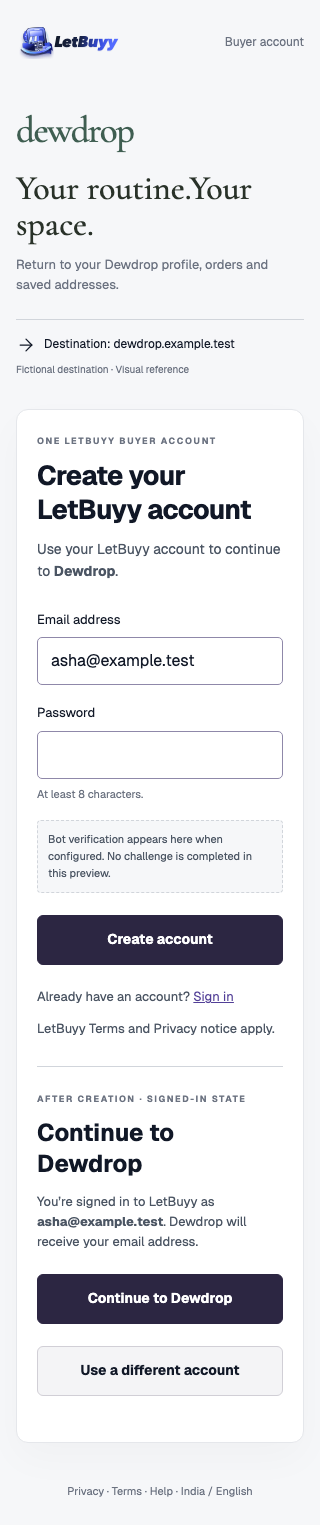 LetBuyy
Buyer account
dewdrop
Your routine.Your
space.
Return to your Dewdrop profile, orders and
saved addresses.
→ Destination: dewdrop.example.test
Fictional destination · Visual reference
ONE LETBUYY BUYER ACCOUNT
Create your
LetBuyy account
Use your LetBuyy account to continue
to Dewdrop.
Email address
asha@example.test
Password
At least 8 characters.
Bot verification appears here when
configured. No challenge is completed in
this preview.
Create account
Already have an account? Sign in
LetBuyy Terms and Privacy notice apply.
AFTER CREATION · SIGNED-IN STATE
Continue to
Dewdrop
You're signed in to LetBuyy as
asha@example.test. Dewdrop will
receive your email address.
Continue to Dewdrop
Use a different account
Privacy · Terms · Help · India / English